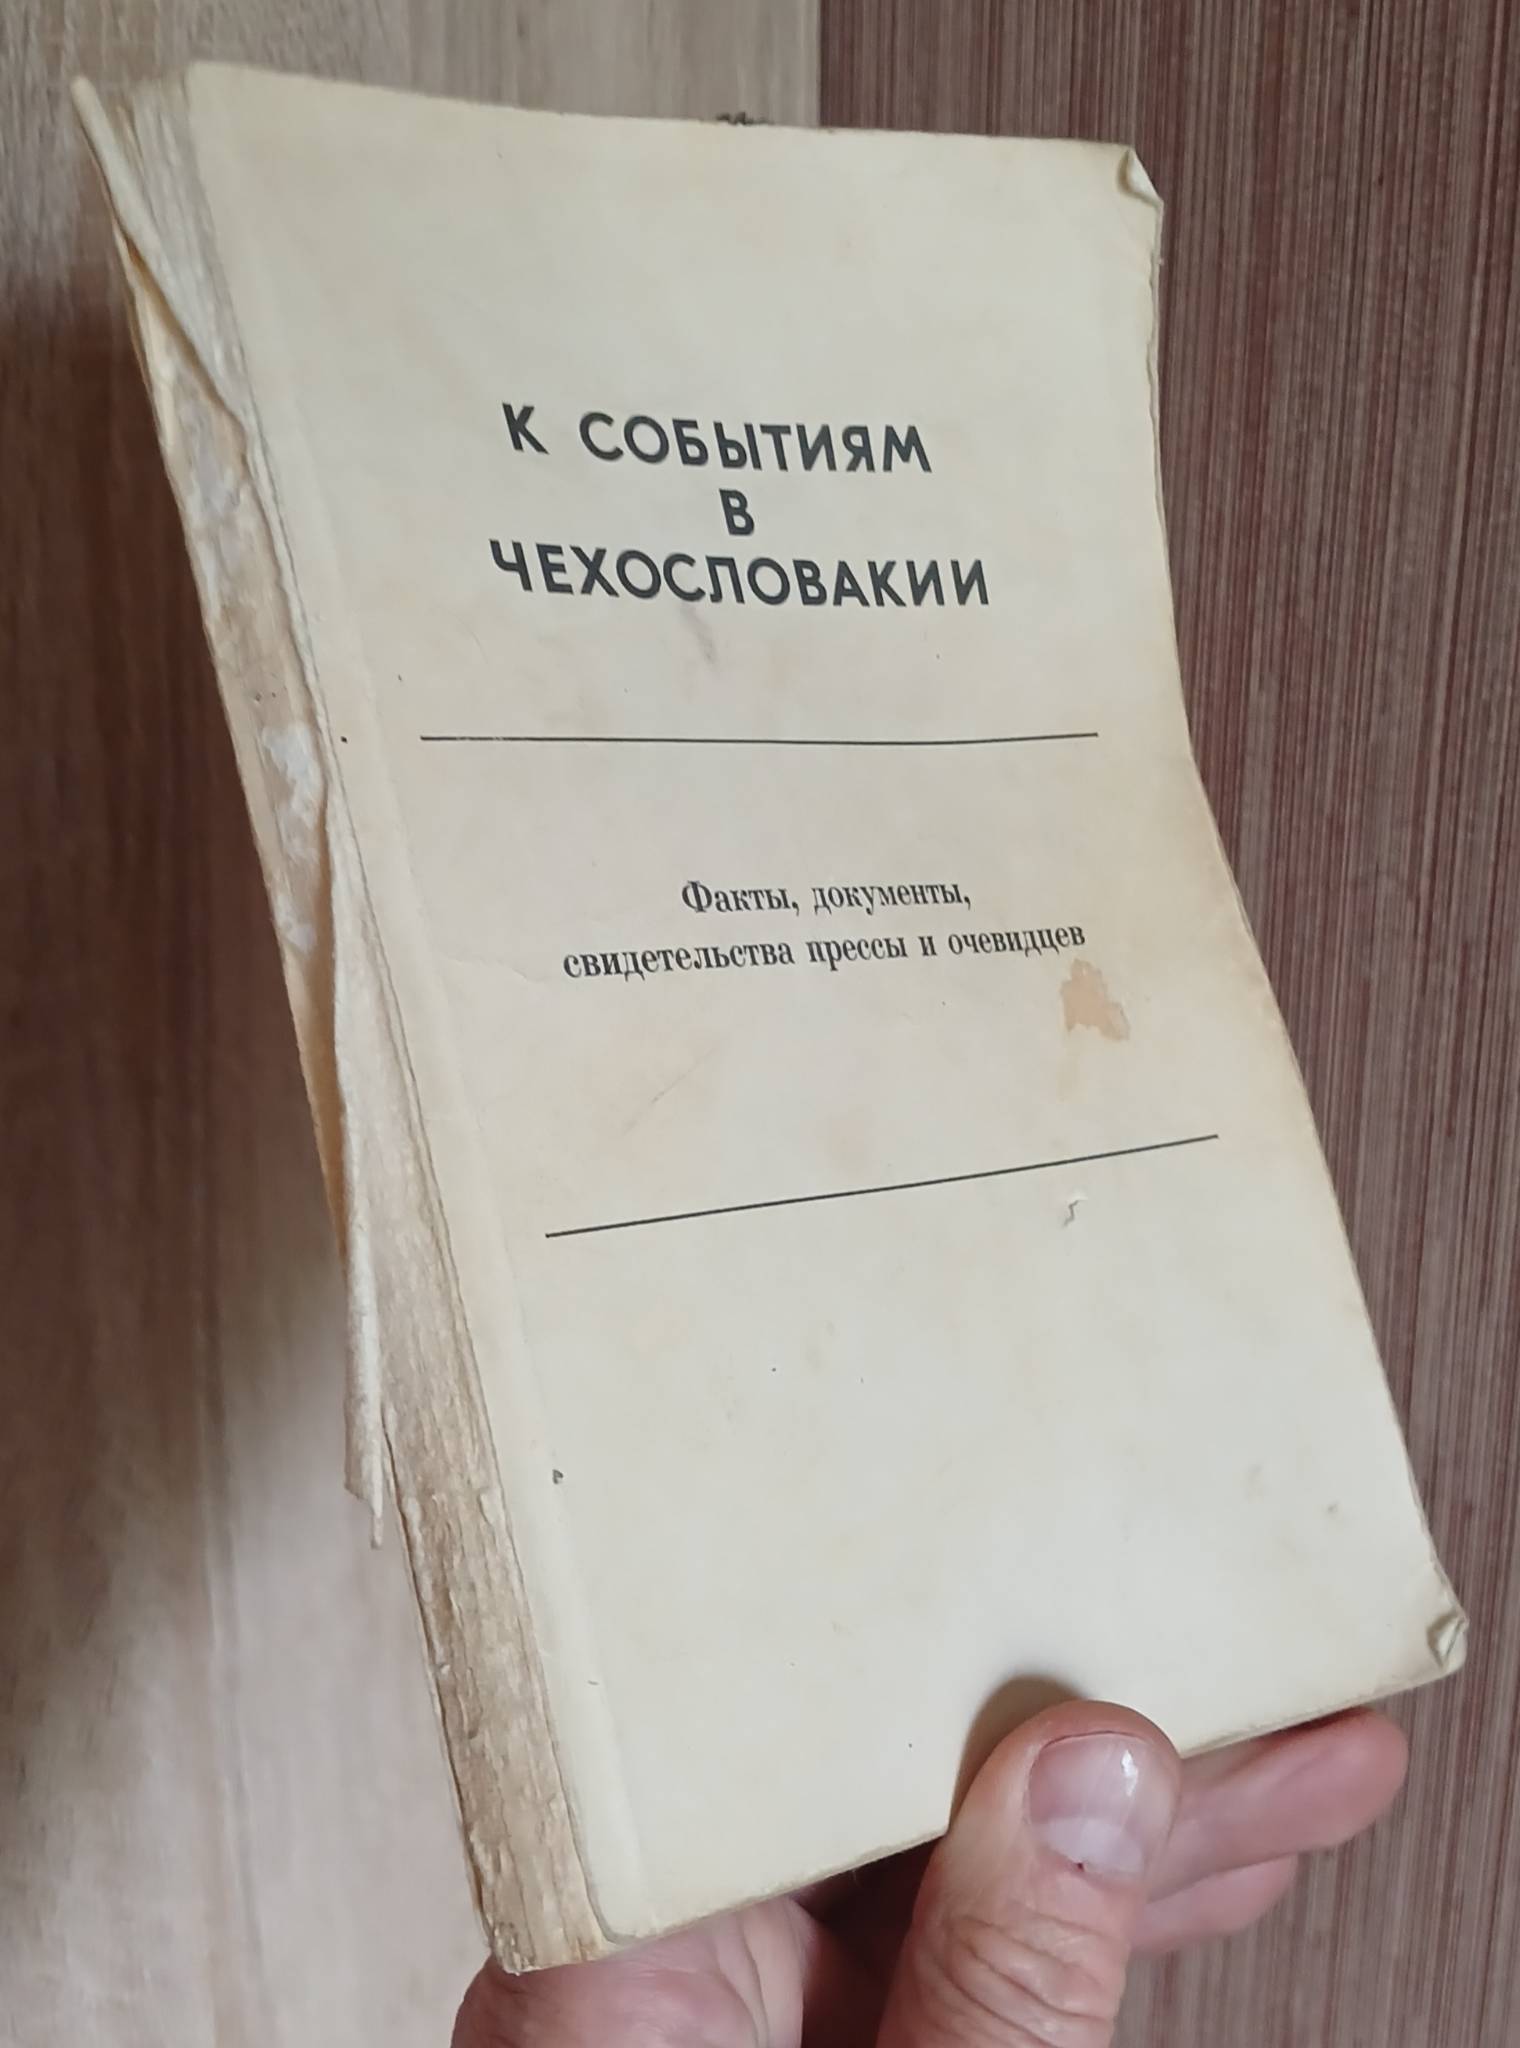 К СОБЫТИЯМ
В
ЧЕХОСЛОВАКИИ
Факты, документы,
свидетельства прессы и очевидцев